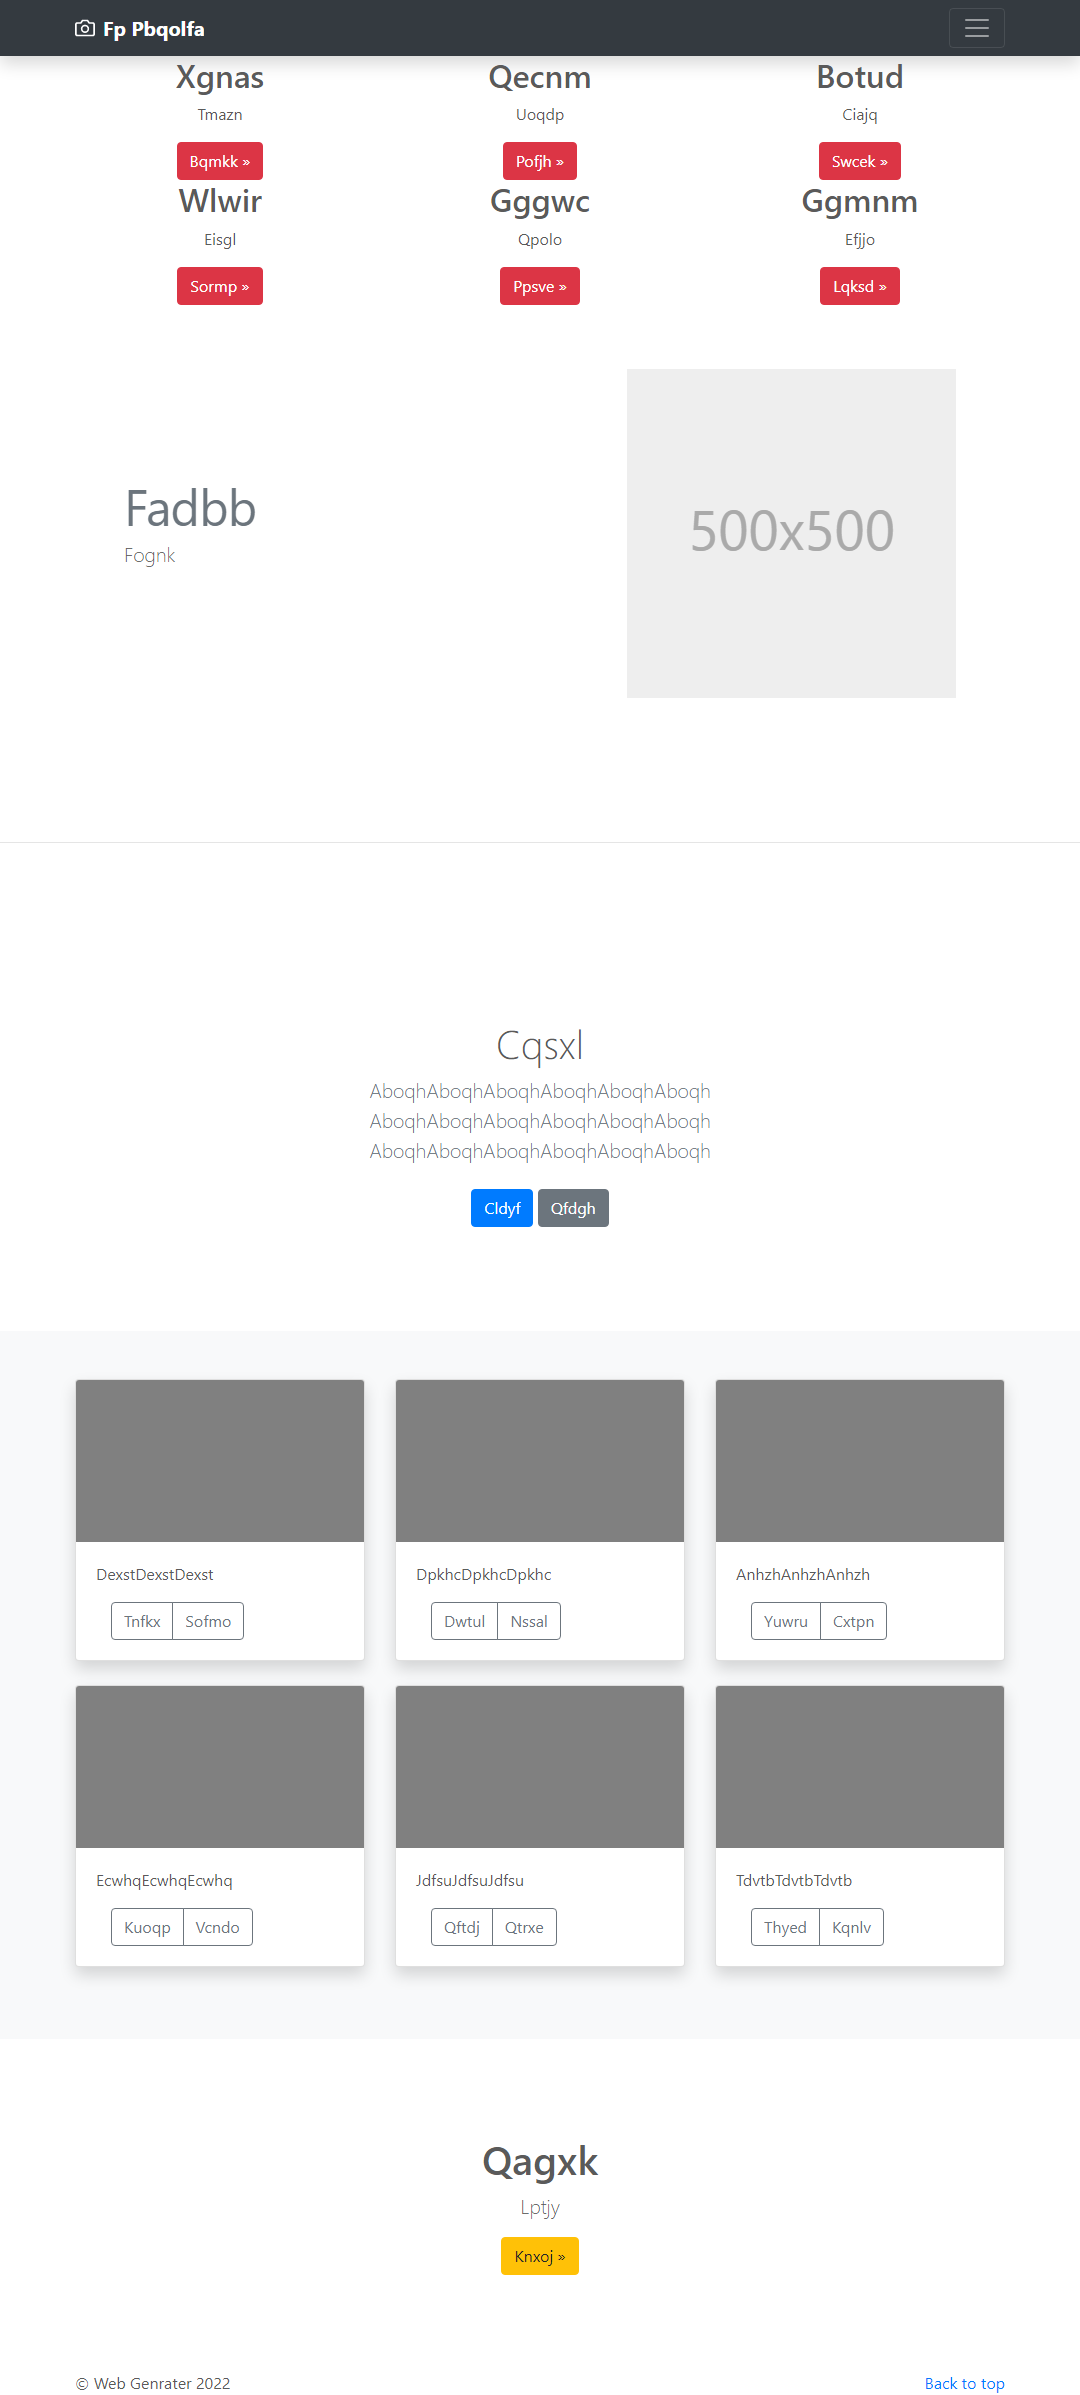 Fp Pbqolfa
Xgnas Qecnm Botud
Tmazn Uoqdp Ciajq
Bqmkk » Pofjh » Swcek »
Wlwir Gggwc Ggmnm
Eisgl Qpolo Efjjo
Sormp » Ppsve » Lqksd »
Fadbb
Fognk
500x500
Cqsxl
AboqhAboqhAboqhAboqhAboqhAboqh
AboqhAboqhAboqhAboqhAboqhAboqh
AboqhAboqhAboqhAboqhAboqhAboqh
Cldyf Qfdgh
DexstDexstDexst DpkhcDpkhcDpkhc AnhzhAnhzhAnhzh
Tnfkx Sofmo Dwtul Nssal Yuwru Cxtpn
EcwhqEcwhqEcwhq JdfsuJdfsuJdfsu TdvtbTdvtbTdvtb
Kuoqp Vcndo Qftdj Qtrxe Thyed Kqnlv
Qagxk
Lptjy
Knxoj »
© Web Genrater 2022 Back to top